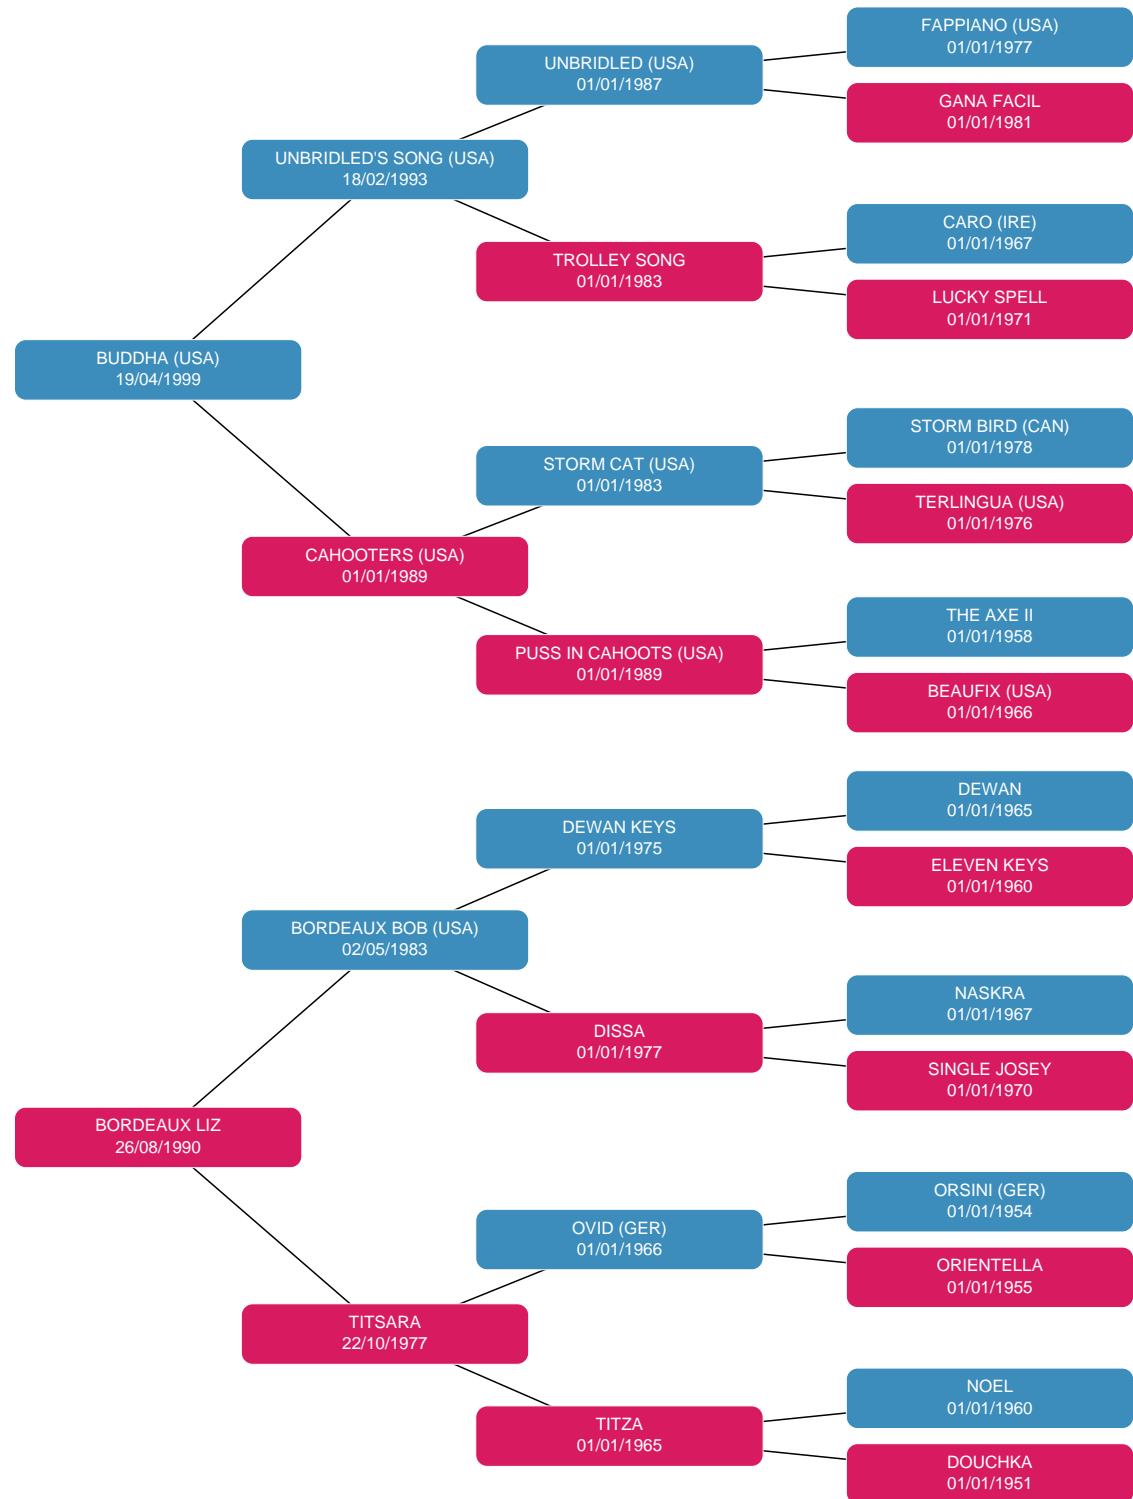 FAPPIANO (USA)
01/01/1977
UNBRIDLED (USA)
01/01/1987
GANA FACIL
01/01/1981
UNBRIDLED'S SONG (USA)
18/02/1993
CARO (IRE)
01/01/1967
TROLLEY SONG
01/01/1983
LUCKY SPELL
01/01/1971
BUDDHA (USA)
19/04/1999
STORM BIRD (CAN)
01/01/1978
STORM CAT (USA)
01/01/1983
TERLINGUA (USA)
01/01/1976
CAHOOTERS (USA)
01/01/1989
THE AXE II
01/01/1958
PUSS IN CAHOOTS (USA)
01/01/1989
BEAUFIX (USA)
01/01/1966
DEWAN
01/01/1965
DEWAN KEYS
01/01/1975
ELEVEN KEYS
01/01/1960
BORDEAUX BOB (USA)
02/05/1983
NASKRA
01/01/1967
DISSA
01/01/1977
SINGLE JOSEY
01/01/1970
BORDEAUX LIZ
26/08/1990
ORSINI (GER)
01/01/1954
OVID (GER)
01/01/1966
ORIENTELLA
01/01/1955
TITSARA
22/10/1977
NOEL
01/01/1960
TITZA
01/01/1965
DOUCHKA
01/01/1951